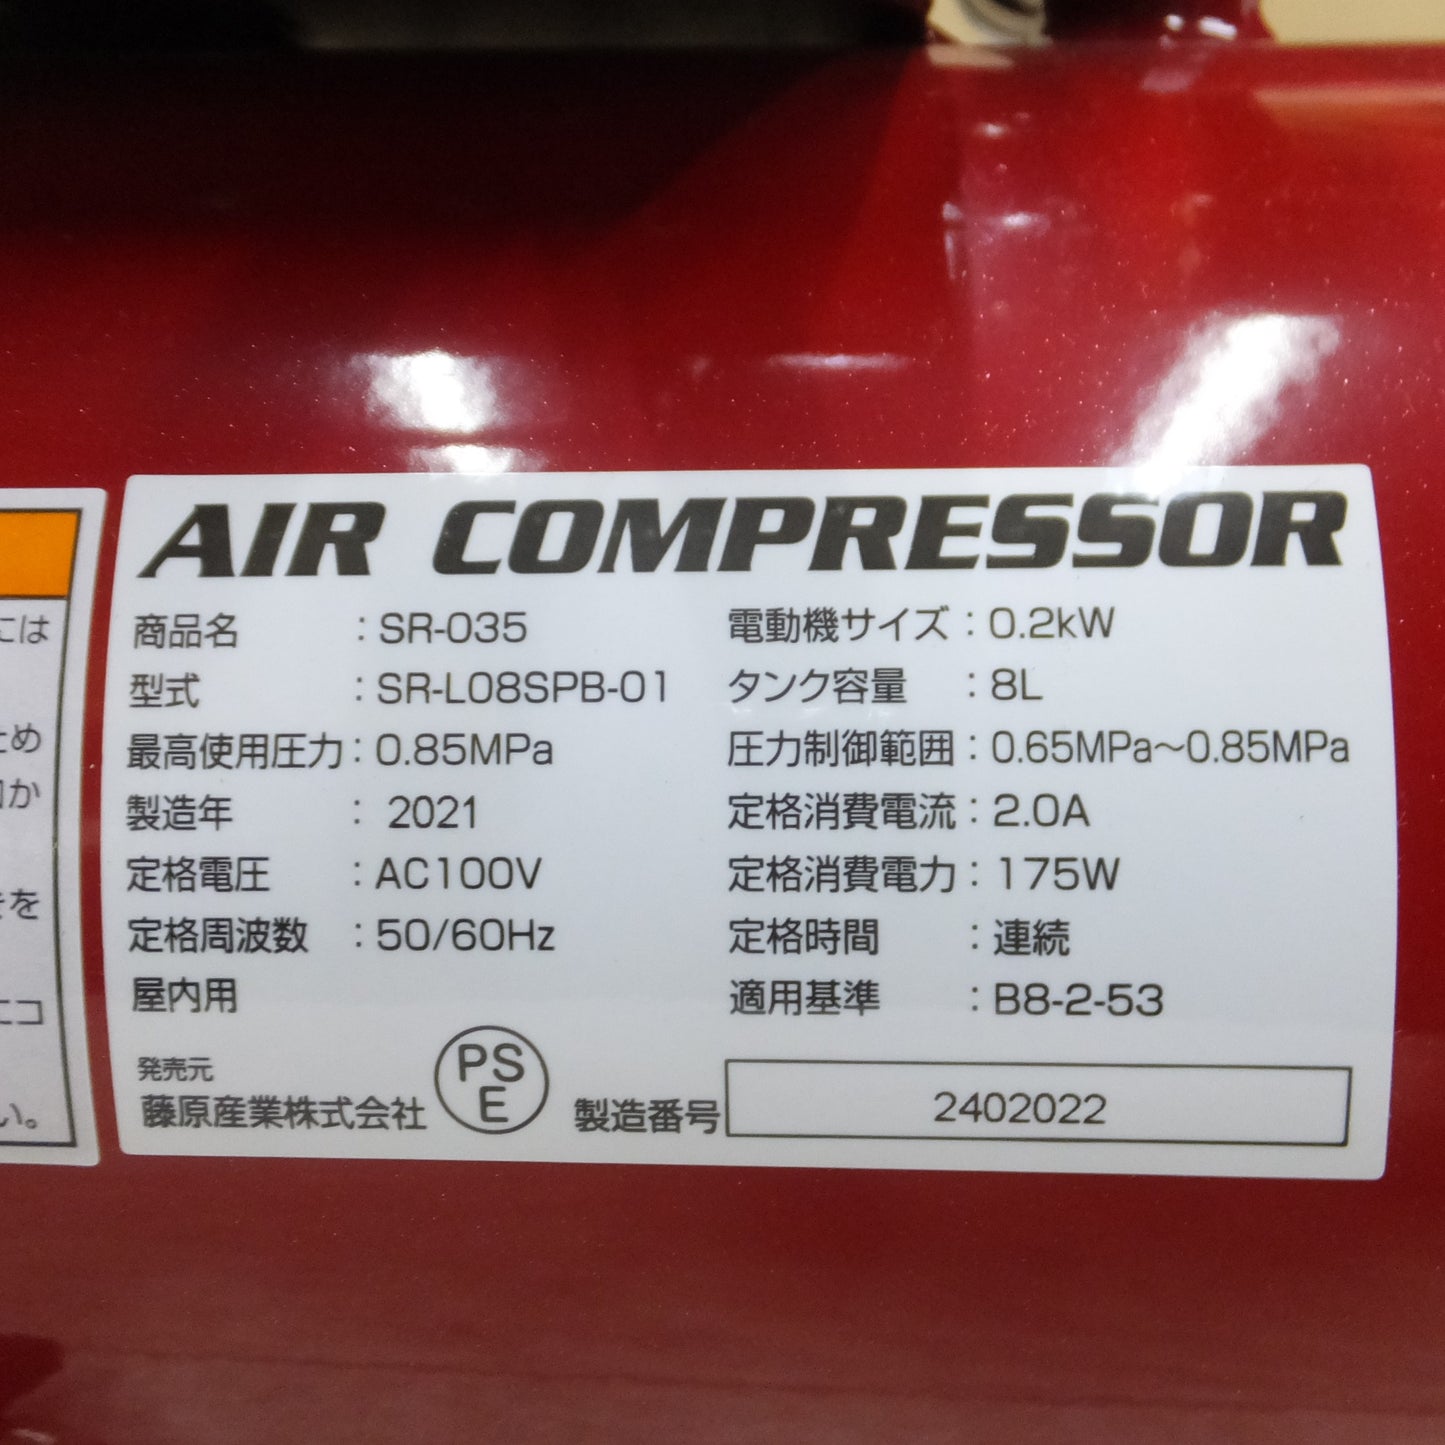 AIR COMPRESSOR
商品名 : SR-035
型式 : SR-L08SPB-01
最高使用圧力 : 0.85MPa
製造年 : 2021
定格電圧 : AC100V
定格周波数 : 50/60Hz
屋内用
電動機サイズ : 0.2kW
タンク容量 : 8L
圧力制御範囲 : 0.65MPa～0.85MPa
定格消費電流 : 2.0A
定格消費電力 : 175W
定格時間 : 連続
適用基準 : B8-2-53
発売元
藤原産業株式会社
PS
E
製造番号 2402022
には
か
きを
エコ
い。